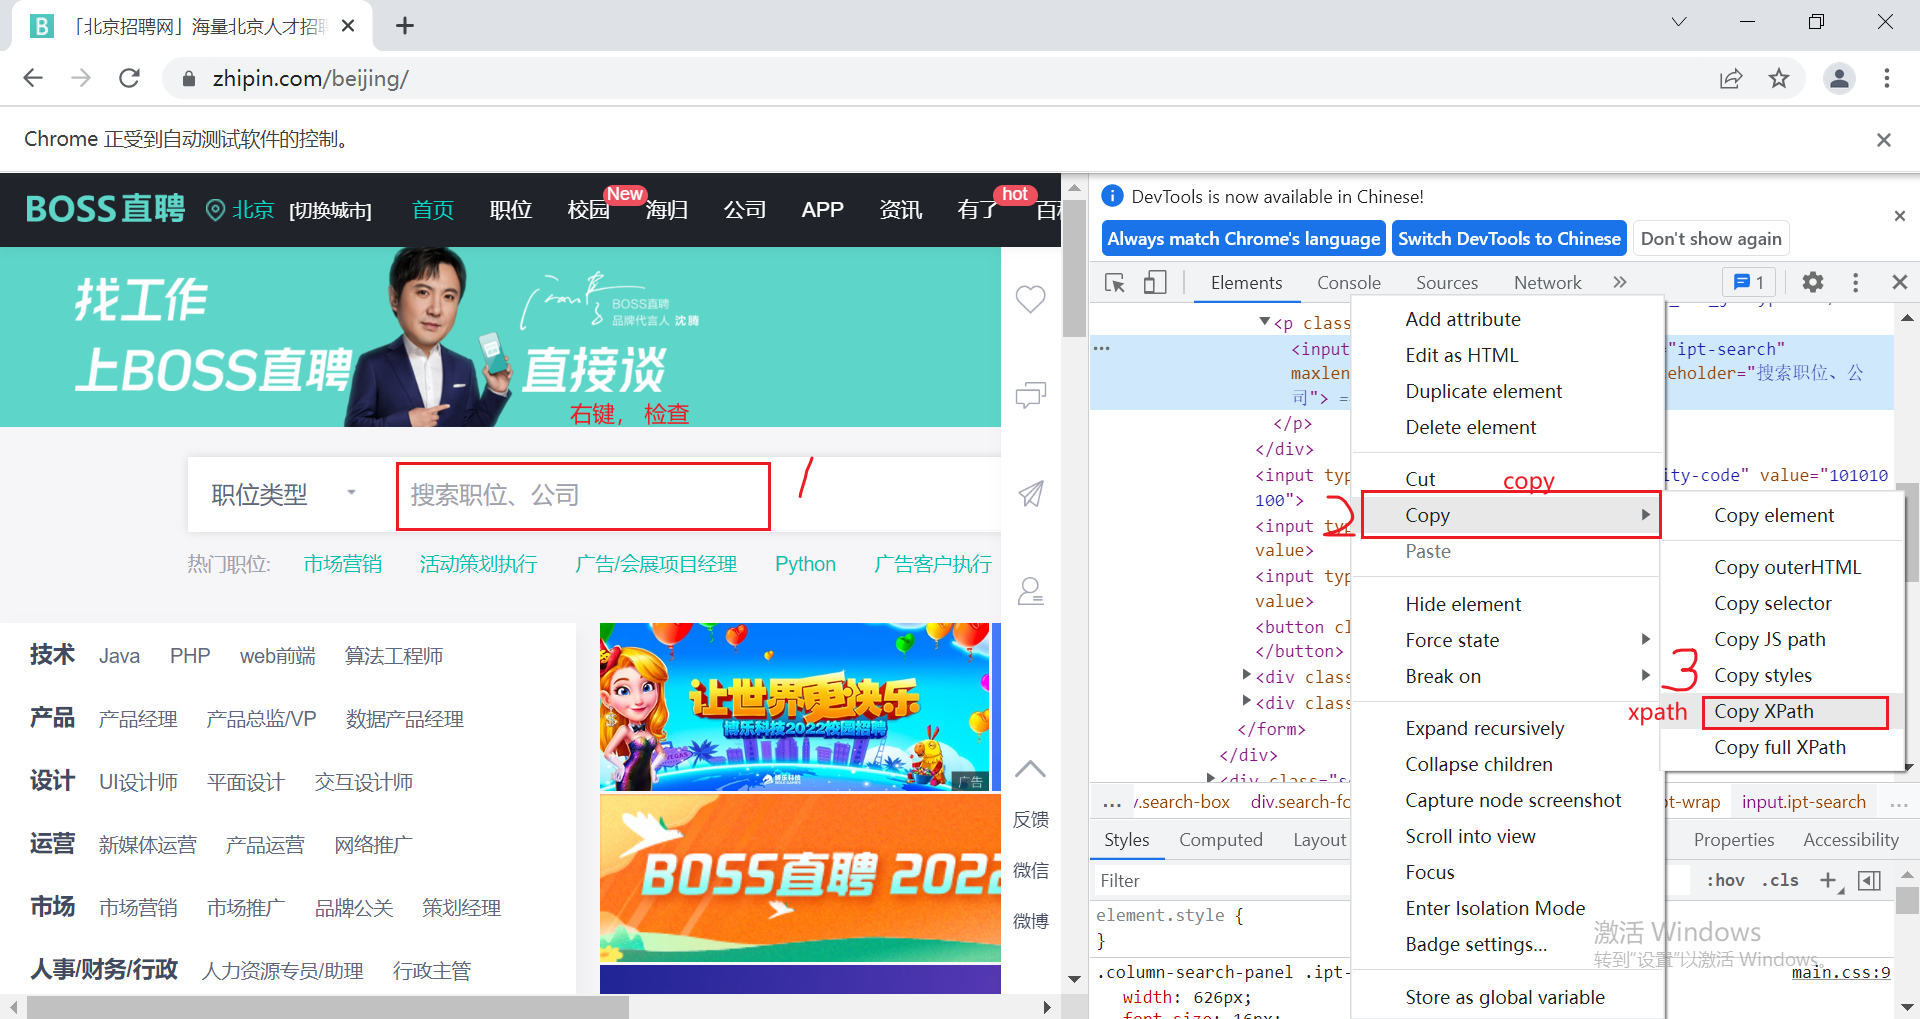 「北京招聘网」海量北京人才招聘
zhipin.com/beijing/
Chrome 正受到自动测试软件的控制。
BOSS直聘 北京 [切换城市] 首页 职位 校园 New 海归 公司 APP 资讯 有了 hot 百科
找工作
上BOSS直聘 直接谈
BOSS直聘
品牌代言人 沈腾
右键， 检查
职位类型 搜索职位、公司
1
热门职位: 市场营销 活动策划执行 广告/会展项目经理 Python 广告客户执行
技术 Java PHP web前端 算法工程师
产品 产品经理 产品总监/VP 数据产品经理
设计 UI设计师 平面设计 交互设计师
运营 新媒体运营 产品运营 网络推广
市场 市场营销 市场推广 品牌公关 策划经理
人事/财务/行政 人力资源专员/助理 行政主管
让世界更快乐
博乐科技2022校园招聘
博乐科技
广告
BOSS直聘 2022
反馈
微信
微博
DevTools is now available in Chinese!
Always match Chrome's language Switch DevTools to Chinese Don't show again
Elements Console Sources Network » 1
<p class
<input ="ipt-search"
maxlen eholder="搜索职位、公
司"> =
</p>
</div>
<input typ ity-code" value="101010
100">
<input typ
value>
<input typ
value>
<button cl
</button>
<div class
<div class
</form>
</div>
<div class="s
Add attribute
Edit as HTML
Duplicate element
Delete element
Cut
copy
2
Copy
Paste
Hide element
Force state
Break on
Expand recursively
Collapse children
Capture node screenshot
Scroll into view
Focus
Enter Isolation Mode
Badge settings...
Store as global variable
Copy element
Copy outerHTML
Copy selector
Copy JS path
3
Copy styles
xpath
Copy XPath
Copy full XPath
... v.search-box div.search-fo pt-wrap input.ipt-search ...
Styles Computed Layout Properties Accessibility
Filter :hov .cls +
element.style {
}
.column-search-panel .ipt- main.css:9
width: 626px;
font-size: 16px;
激活 Windows
转到"设置"以激活 Windows。